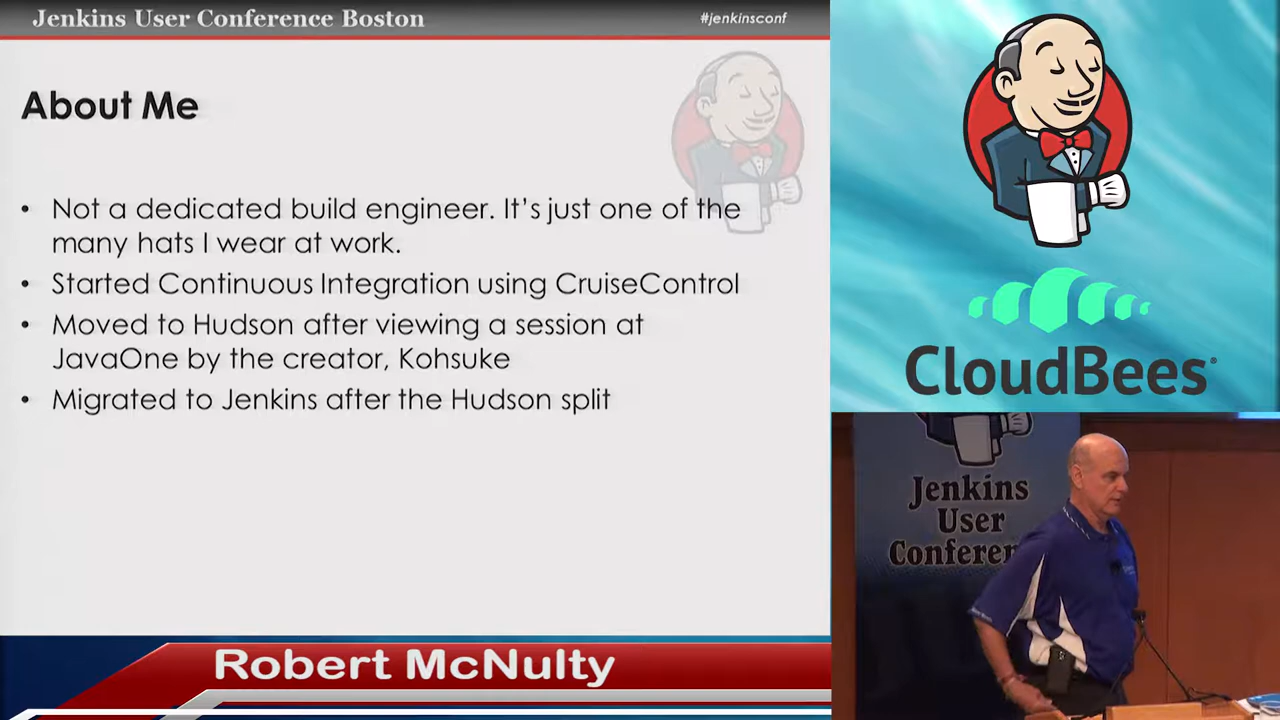 Jenkins User Conference Boston
#jenkinsconf
About Me
• Not a dedicated build engineer. It's just one of the
many hats I wear at work.
• Started Continuous Integration using CruiseControl
• Moved to Hudson after viewing a session at
JavaOne by the creator, Kohsuke
• Migrated to Jenkins after the Hudson split
Robert McNulty
CloudBees
Jenkins
User
Conferen